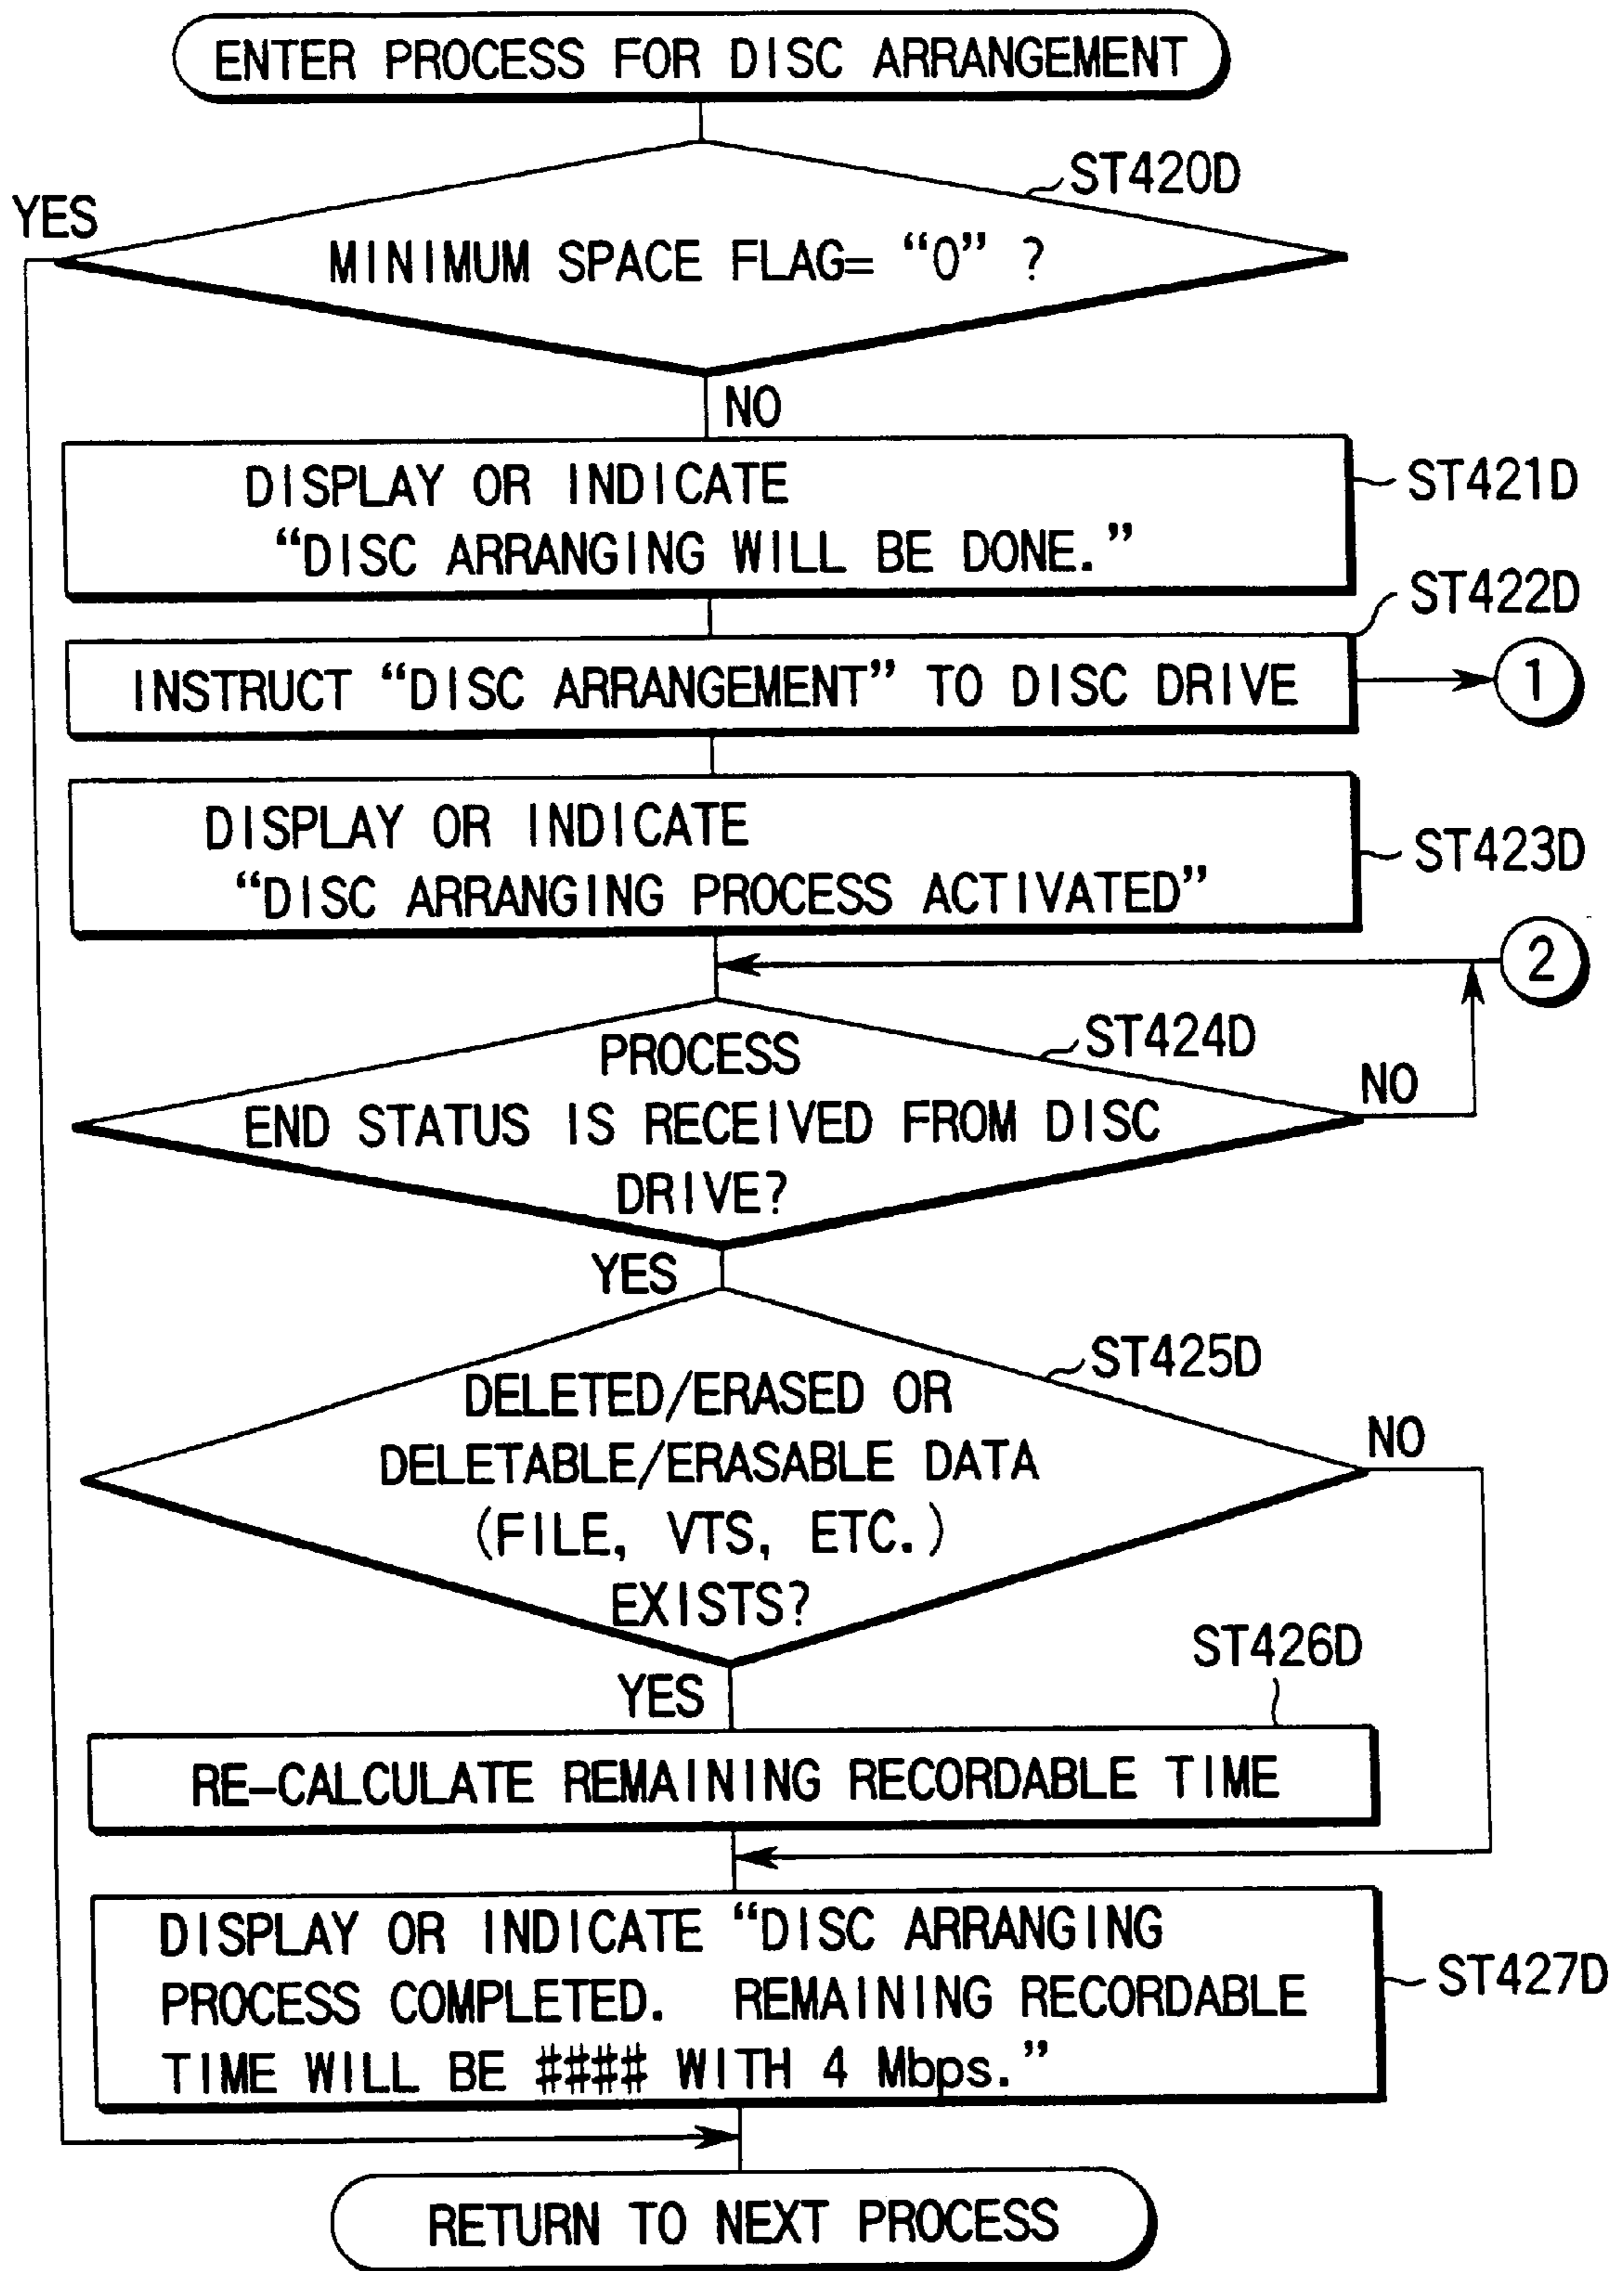 ENTER PROCESS FOR DISC ARRANGEMENT
ST420D
YES
MINIMUM SPACE FLAG= “0” ?
NO
DISPLAY OR INDICATE
“DISC ARRANGING WILL BE DONE.”
ST421D
ST422D
INSTRUCT “DISC ARRANGEMENT” TO DISC DRIVE
1
DISPLAY OR INDICATE
“DISC ARRANGING PROCESS ACTIVATED”
ST423D
2
ST424D
PROCESS
END STATUS IS RECEIVED FROM DISC
DRIVE?
NO
YES
ST425D
DELETED/ERASED OR
DELETABLE/ERASABLE DATA
(FILE, VTS, ETC.)
EXISTS?
NO
YES
ST426D
RE-CALCULATE REMAINING RECORDABLE TIME
DISPLAY OR INDICATE “DISC ARRANGING
PROCESS COMPLETED. REMAINING RECORDABLE
TIME WILL BE #### WITH 4 Mbps.”
ST427D
RETURN TO NEXT PROCESS